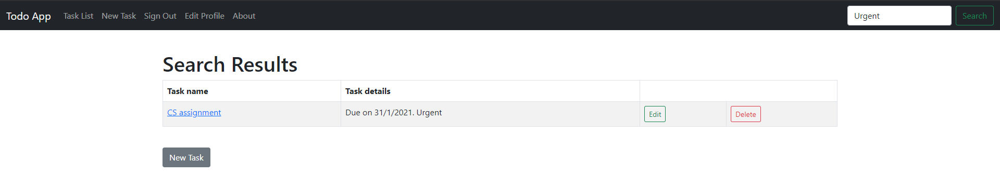 Todo App Task List New Task Sign Out Edit Profile About Urgent Search
Search Results
Task name Task details
CS assignment Due on 31/1/2021. Urgent Edit Delete
New Task